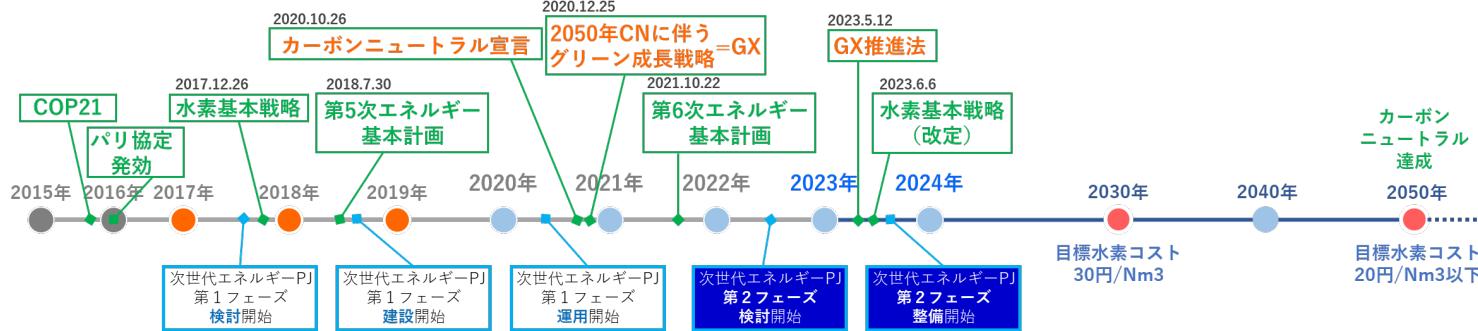 2020.10.26
カーボンニュートラル宣言
2020.12.25
2050年CNに伴う
グリーン成長戦略=GX
2023.5.12
GX推進法
COP21
パリ協定
発効
2017.12.26
水素基本戦略
2018.7.30
第5次エネルギー
基本計画
2021.10.22
第6次エネルギー
基本計画
2023.6.6
水素基本戦略
（改定）
カーボン
ニュートラル
達成
2015年
2016年
2017年
2018年
2019年
2020年
2021年
2022年
2023年
2024年
2030年
2040年
2050年
次世代エネルギーPJ
第１フェーズ
検討開始
次世代エネルギーPJ
第１フェーズ
建設開始
次世代エネルギーPJ
第１フェーズ
運用開始
次世代エネルギーPJ
第２フェーズ
検討開始
次世代エネルギーPJ
第２フェーズ
整備開始
目標水素コスト
30円/Nm3
目標水素コスト
20円/Nm3以下